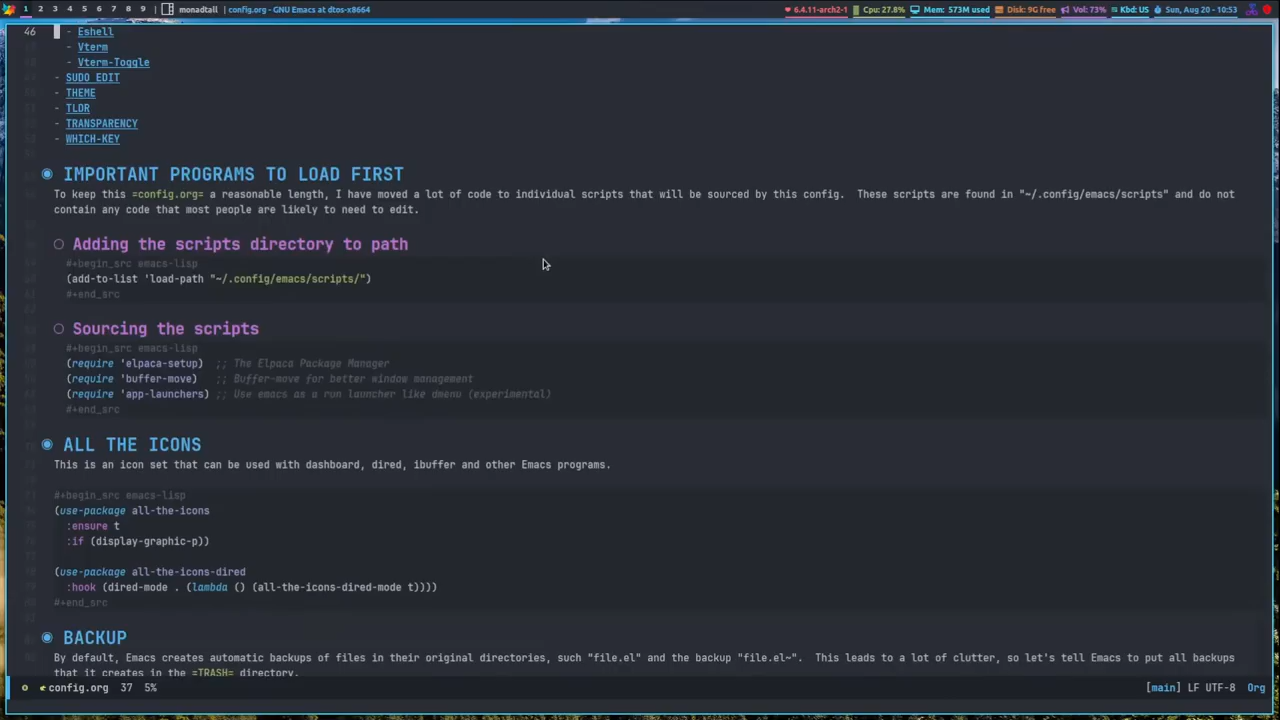 1 2 3 4 5 6 7 8 9 | monadtall | config.org - GNU Emacs at dtos-x8664 6.4.11-arch2-1 Cpu: 27.8% Mem: 573M used Disk: 9G free Vol: 73% Kbd: US Sun, Aug 20 - 10:53
46 - Eshell
- Vterm
- Vterm-Toggle
- SUDO EDIT
- THEME
- TLDR
- TRANSPARENCY
- WHICH-KEY
IMPORTANT PROGRAMS TO LOAD FIRST
To keep this =config.org= a reasonable length, I have moved a lot of code to individual scripts that will be sourced by this config. These scripts are found in "~/.config/emacs/scripts" and do not
contain any code that most people are likely to need to edit.
Adding the scripts directory to path
#+begin_src emacs-lisp
(add-to-list 'load-path "~/.config/emacs/scripts/")
#+end_src
Sourcing the scripts
#+begin_src emacs-lisp
(require 'elpaca-setup) ;; The Elpaca Package Manager
(require 'buffer-move) ;; Buffer-move for better window management
(require 'app-launchers) ;; Use emacs as a run launcher like dmenu (experimental)
#+end_src
ALL THE ICONS
This is an icon set that can be used with dashboard, dired, ibuffer and other Emacs programs.
#+begin_src emacs-lisp
(use-package all-the-icons
:ensure t
:if (display-graphic-p))
(use-package all-the-icons-dired
:hook (dired-mode . (lambda () (all-the-icons-dired-mode t))))
#+end_src
BACKUP
By default, Emacs creates automatic backups of files in their original directories, such "file.el" and the backup "file.el~". This leads to a lot of clutter, so let's tell Emacs to put all backups
that it creates in the =TRASH= directory.
config.org 37 5% [main] LF UTF-8 Org